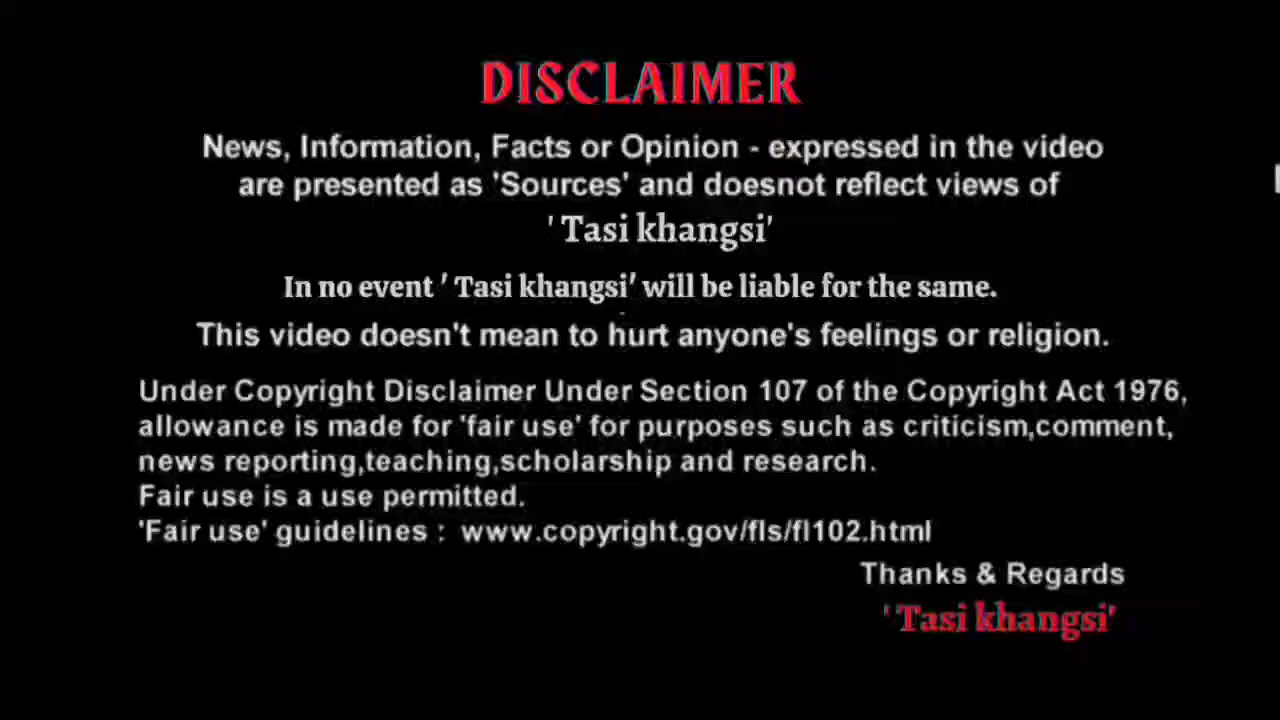 DISCLAIMER
News, Information, Facts or Opinion - expressed in the video
are presented as 'Sources' and doesnot reflect views of
' Tasi khangsi'
In no event ' Tasi khangsi' will be liable for the same.
This video doesn't mean to hurt anyone's feelings or religion.
Under Copyright Disclaimer Under Section 107 of the Copyright Act 1976,
allowance is made for 'fair use' for purposes such as criticism,comment,
news reporting,teaching,scholarship and research.
Fair use is a use permitted.
'Fair use' guidelines : www.copyright.gov/fls/fl102.html
Thanks & Regards
' Tasi khangsi'